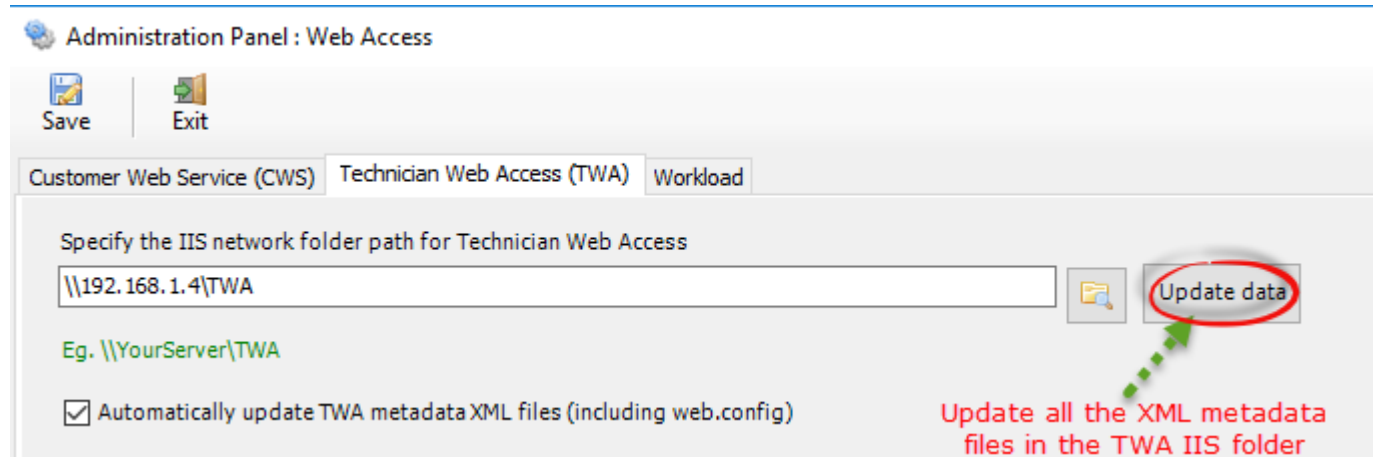 Administration Panel : Web Access
Save Exit
Customer Web Service (CWS) Technician Web Access (TWA) Workload
Specify the IIS network folder path for Technician Web Access
\\192.168.1.4\TWA Update data
Eg. \\YourServer\TWA
Automatically update TWA metadata XML files (including web.config)
Update all the XML metadata
files in the TWA IIS folder